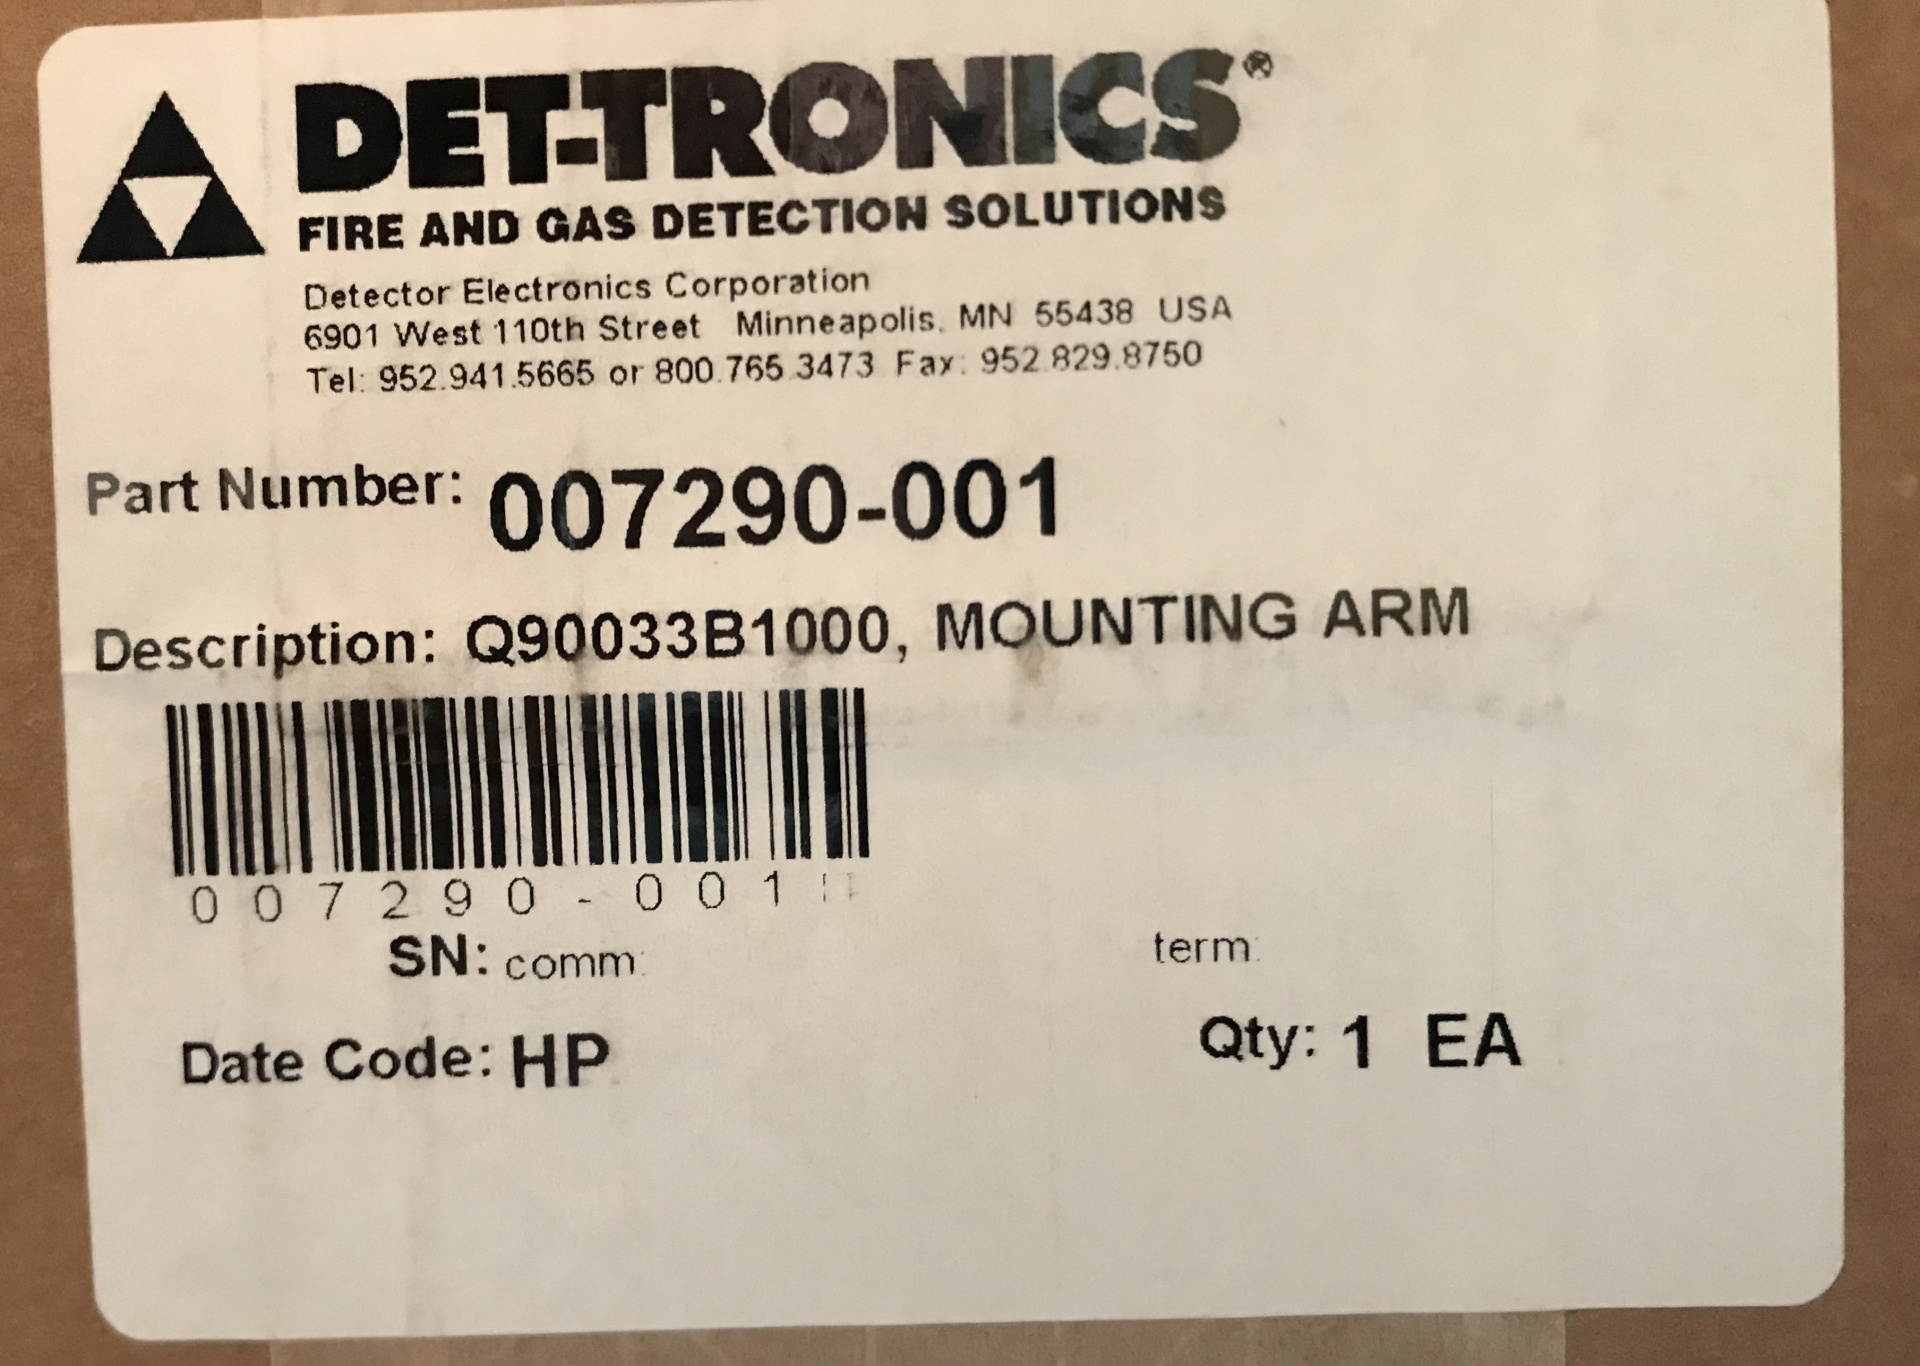 DET-TRONICS®
FIRE AND GAS DETECTION SOLUTIONS
Detector Electronics Corporation
6901 West 110th Street Minneapolis, MN 55438 USA
Tel: 952.941.5665 or 800.765.3473 Fax: 952.829.8750
Part Number: 007290-001
Description: Q90033B1000, MOUNTING ARM
007290-001
SN: comm: term:
Date Code: HP Qty: 1 EA